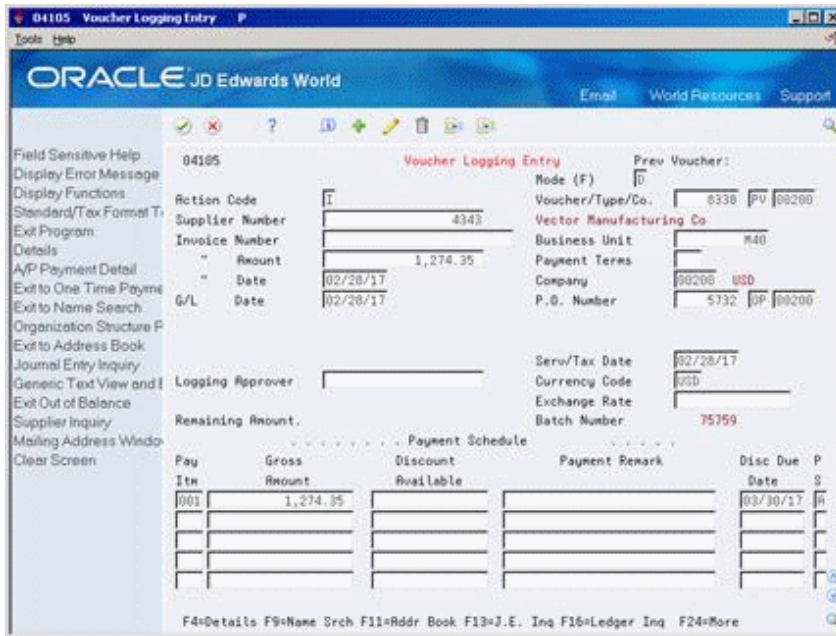 04105 Voucher Logging Entry P
Tools Help
ORACLE JD Edwards World
Email World Resources Support
Field Sensitive Help
Display Error Message
Display Functions
Standard/Tax Format T
Exit Program
Details
A/P Payment Detail
Exit to One Time Payme
Exit to Name Search
Organization Structure P
Exit to Address Book
Journal Entry Inquiry
Generic Text View and E
Exit Out of Balance
Supplier Inquiry
Mailing Address Windo
Clear Screen
04105 Voucher Logging Entry Prev Voucher:
Mode (F) D
Action Code I Voucher/Type/Co. 8338 PV 00200
Supplier Number 4343 Vector Manufacturing Co
Invoice Number Business Unit M40
" Amount 1,274.35 Payment Terms
" Date 02/28/17 Company 00200 USD
G/L Date 02/28/17 P.O. Number 5732 OP 00200
Serv/Tax Date 02/28/17
Logging Approver Currency Code USD
Exchange Rate
Remaining Amount. Batch Number 75759
. . . . . . . . Payment Schedule . . . . .
Pay Gross Discount Payment Remark Disc Due P
Itm Amount Available Date S
001 1,274.35 03/30/17 A
F4=Details F9=Name Srch F11=Addr Book F13=J.E. Inq F16=Ledger Inq F24=More